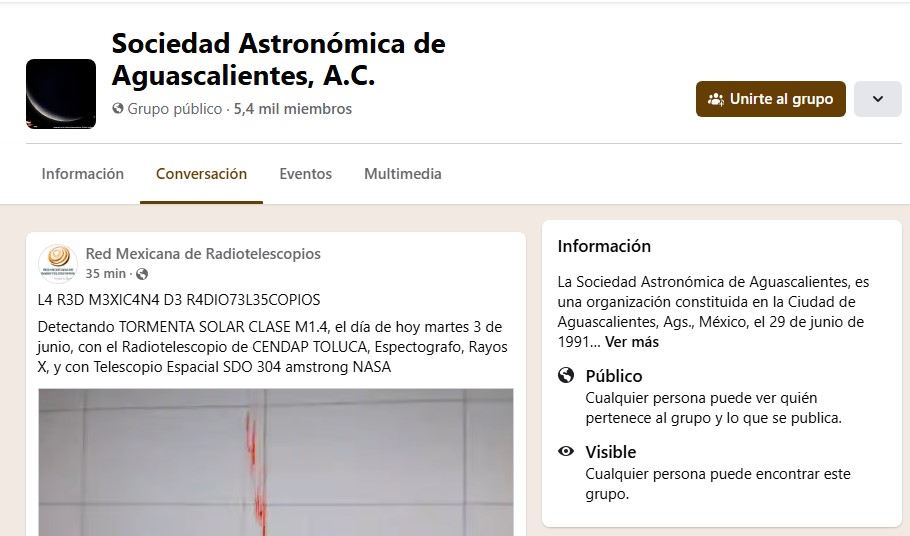 Sociedad Astronómica de
Aguascalientes, A.C.
Grupo público · 5,4 mil miembros
Unirte al grupo
Información
Conversación
Eventos
Multimedia
Red Mexicana de Radiotelescopios
35 min ·
L4 R3D M3XIC4N4 D3 R4DIO73L35COPIOS
Detectando TORMENTA SOLAR CLASE M1.4, el día de hoy martes 3 de
junio, con el Radiotelescopio de CENDAP TOLUCA, Espectografo, Rayos
X, y con Telescopio Espacial SDO 304 amstrong NASA
Información
La Sociedad Astronómica de Aguascalientes, es
una organización constituida en la Ciudad de
Aguascalientes, Ags., México, el 29 de junio de
1991... Ver más
Público
Cualquier persona puede ver quién
pertenece al grupo y lo que se publica.
Visible
Cualquier persona puede encontrar este
grupo.